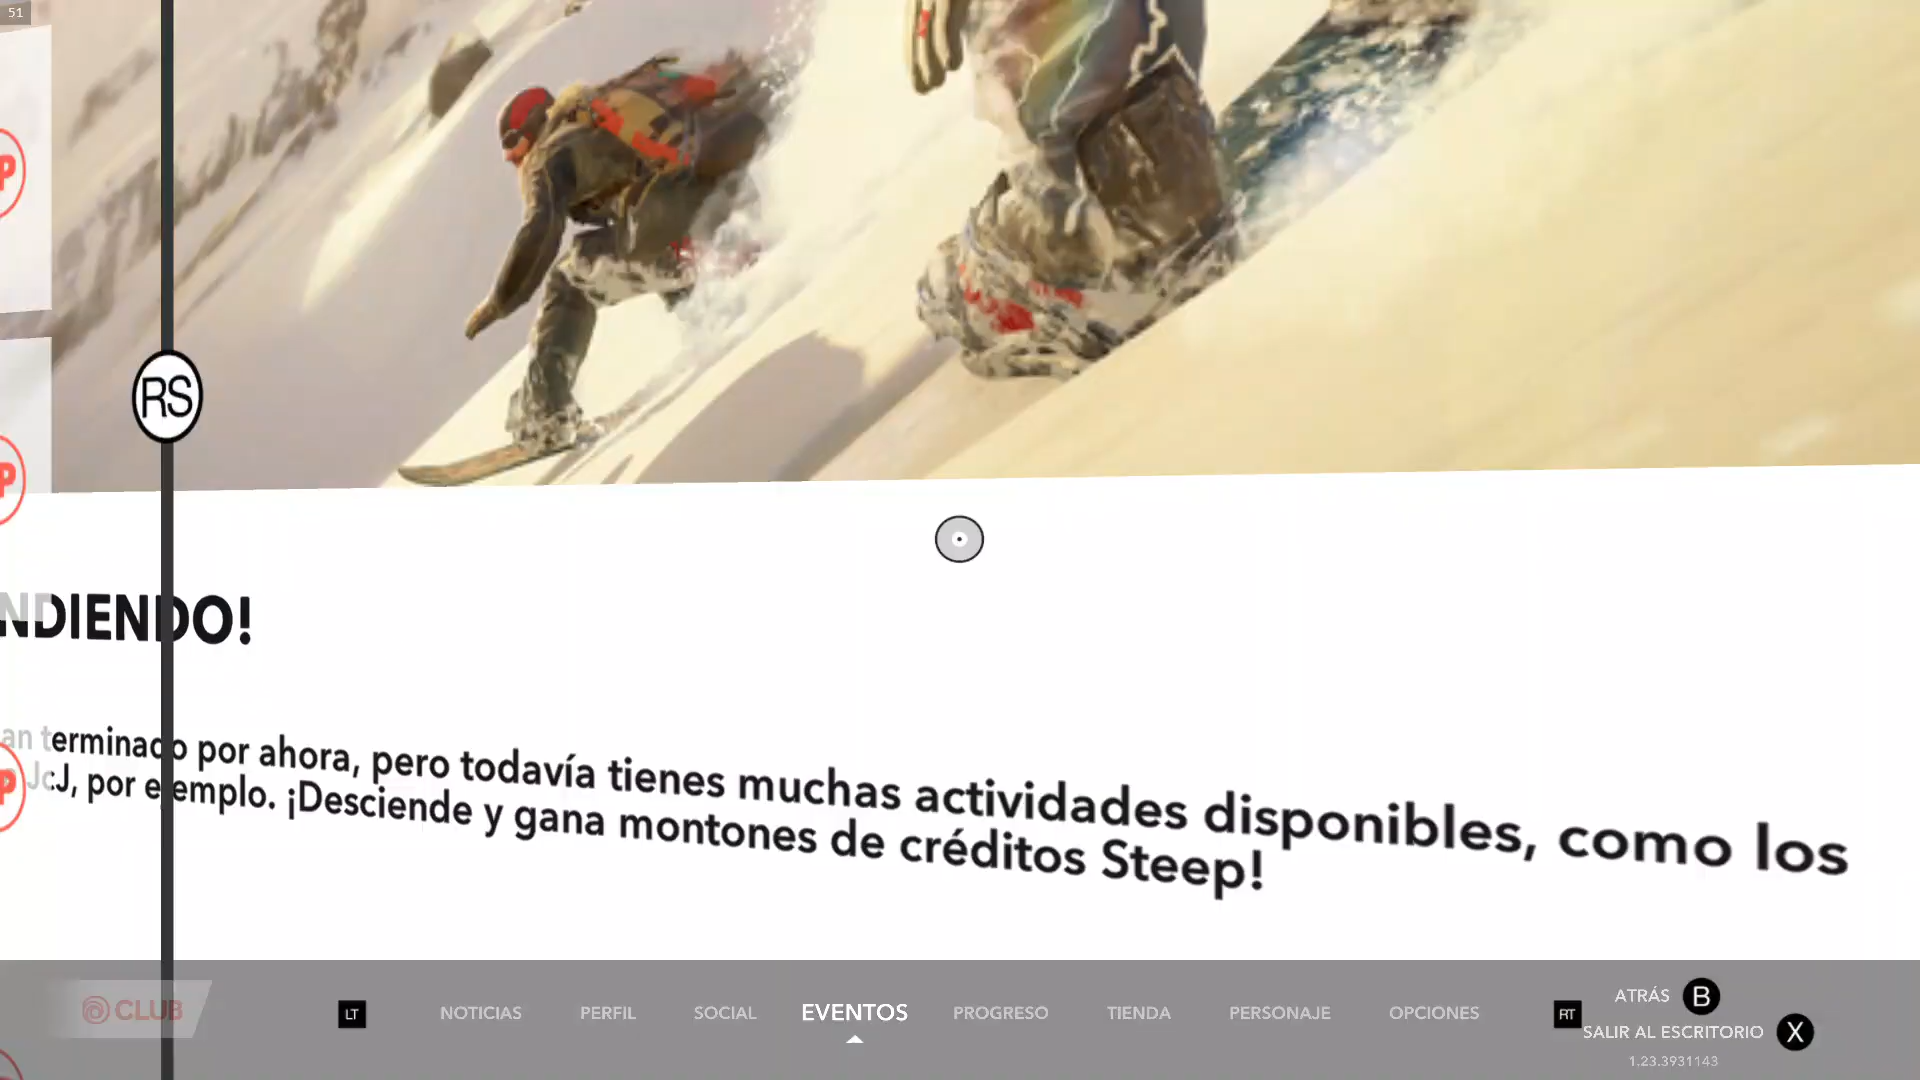 51
P
RS
P
NDIENDO!
an terminado por ahora, pero todavía tienes muchas actividades disponibles, como los
JcJ, por ejemplo. ¡Desciende y gana montones de créditos Steep!
P
CLUB
LT
NOTICIAS
PERFIL
SOCIAL
EVENTOS
PROGRESO
TIENDA
PERSONAJE
OPCIONES
RT
ATRÁS B
SALIR AL ESCRITORIO X
1.23.3931143